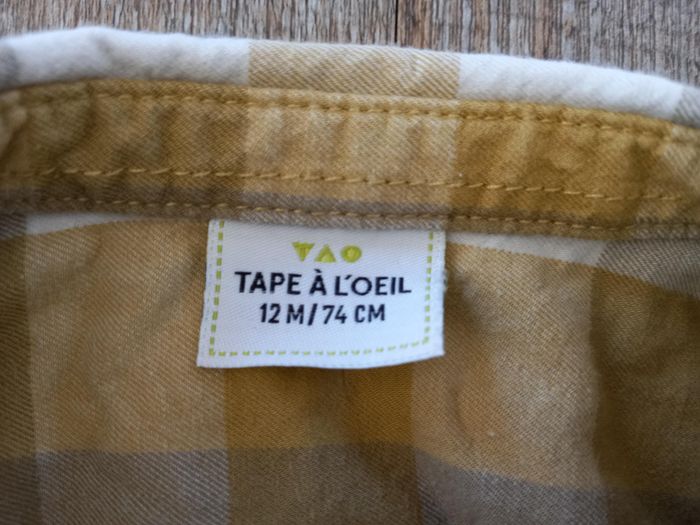 TAO
TAPE À L'OEIL
12 M/74 CM